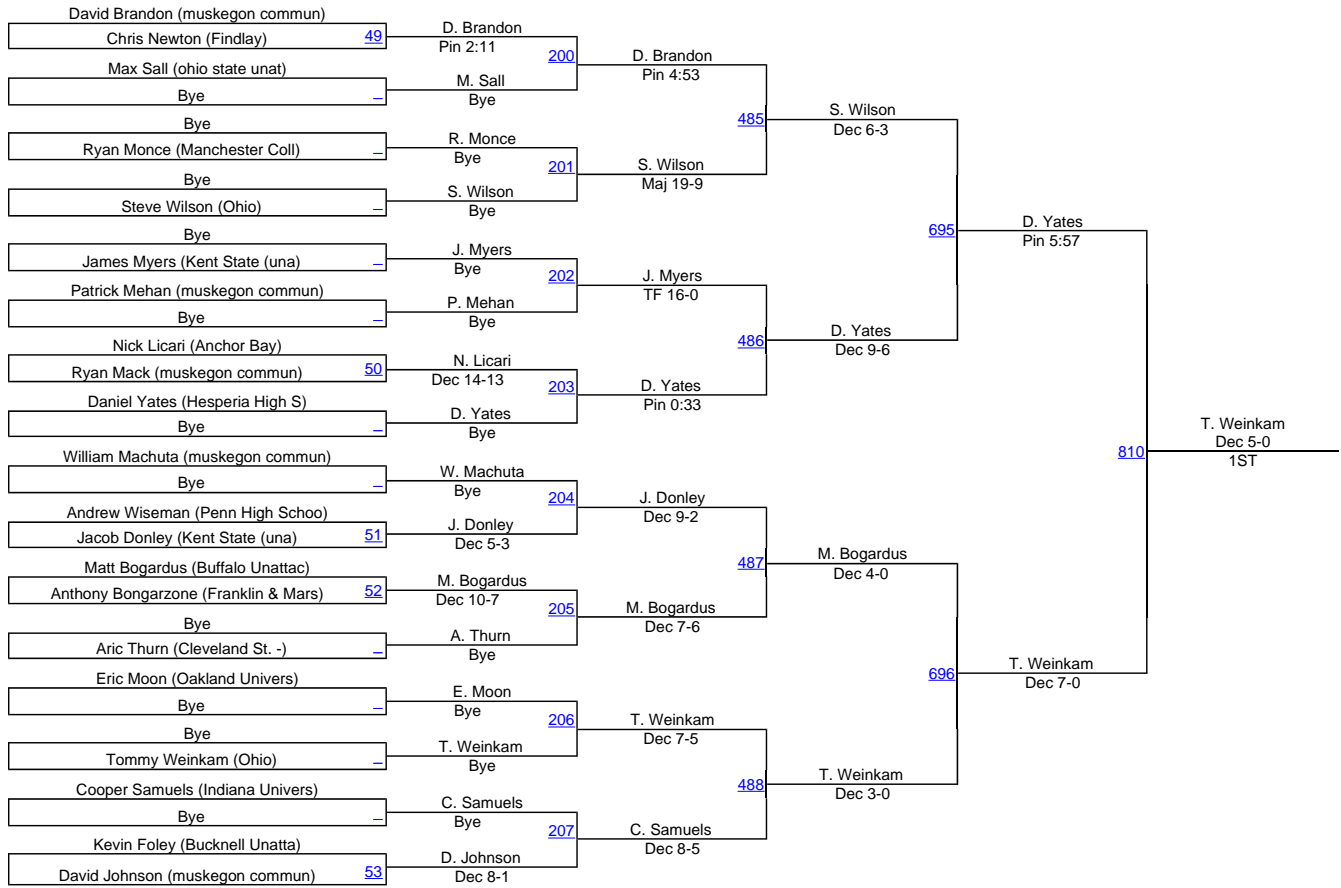 David Brandon (muskegon commun)
Chris Newton (Findlay) 49
Max Sall (ohio state unat)
Bye _
Bye
Ryan Monce (Manchester Coll) _
Bye
Steve Wilson (Ohio) _
Bye
James Myers (Kent State (una) _
Patrick Mehan (muskegon commun)
Bye _
Nick Licari (Anchor Bay)
Ryan Mack (muskegon commun) 50
Daniel Yates (Hesperia High S)
Bye _
William Machuta (muskegon commun)
Bye _
Andrew Wiseman (Penn High Schoo)
Jacob Donley (Kent State (una) 51
Matt Bogardus (Buffalo Unattac)
Anthony Bongarzone (Franklin & Mars) 52
Bye
Aric Thurn (Cleveland St. -) _
Eric Moon (Oakland Univers)
Bye _
Bye
Tommy Weinkam (Ohio) _
Cooper Samuels (Indiana Univers)
Bye _
Kevin Foley (Bucknell Unatta)
David Johnson (muskegon commun) 53
D. Brandon
Pin 2:11
200
M. Sall
Bye
R. Monce
Bye
201
S. Wilson
Bye
J. Myers
Bye
202
P. Mehan
Bye
N. Licari
Dec 14-13
203
D. Yates
Bye
W. Machuta
Bye
204
J. Donley
Dec 5-3
M. Bogardus
Dec 10-7
205
A. Thurn
Bye
E. Moon
Bye
206
T. Weinkam
Bye
C. Samuels
Bye
207
D. Johnson
Dec 8-1
D. Brandon
Pin 4:53
485
S. Wilson
Maj 19-9
J. Myers
TF 16-0
486
D. Yates
Pin 0:33
J. Donley
Dec 9-2
487
M. Bogardus
Dec 7-6
T. Weinkam
Dec 7-5
488
C. Samuels
Dec 8-5
S. Wilson
Dec 6-3
695
D. Yates
Dec 9-6
M. Bogardus
Dec 4-0
696
T. Weinkam
Dec 3-0
D. Yates
Pin 5:57
810
T. Weinkam
Dec 7-0
T. Weinkam
Dec 5-0
1ST